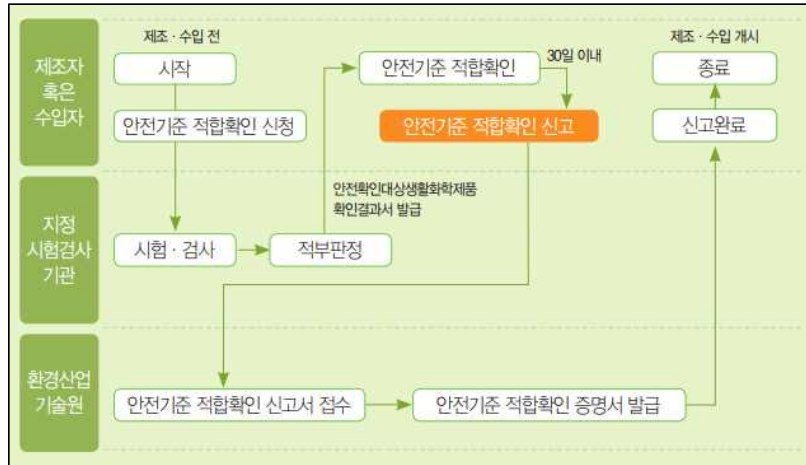 제조자
혹은
수입자
제조 · 수입 전
시작
안전기준 적합확인 신청
안전기준 적합확인
30일 이내
안전기준 적합확인 신고
제조 · 수입 개시
종료
신고완료
안전확인대상생활화학제품
확인결과서 발급
지정
시험검사
기관
시험 · 검사
적부판정
환경산업
기술원
안전기준 적합확인 신고서 접수
안전기준 적합확인 증명서 발급